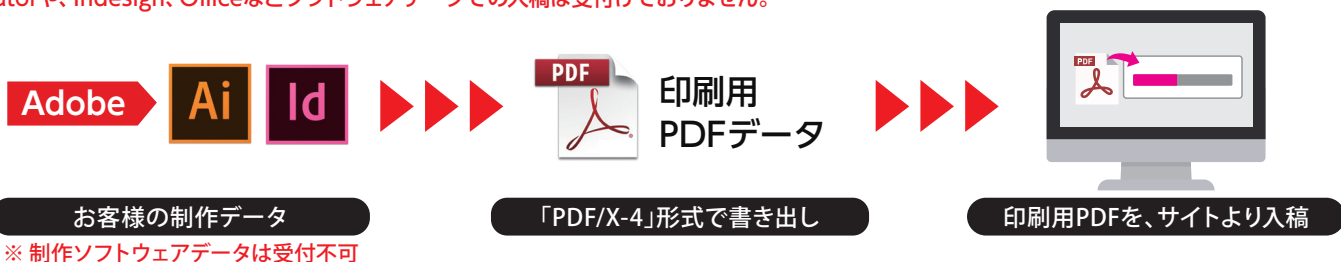 atorや、Indesign、Officeなどソフトウェアデータでの入稿は受付けておりません。
Adobe
Ai
Id
PDF
印刷用
PDFデータ
PDF
お客様の制作データ
「PDF/X-4」形式で書き出し
印刷用PDFを、サイトより入稿
※ 制作ソフトウェアデータは受付不可